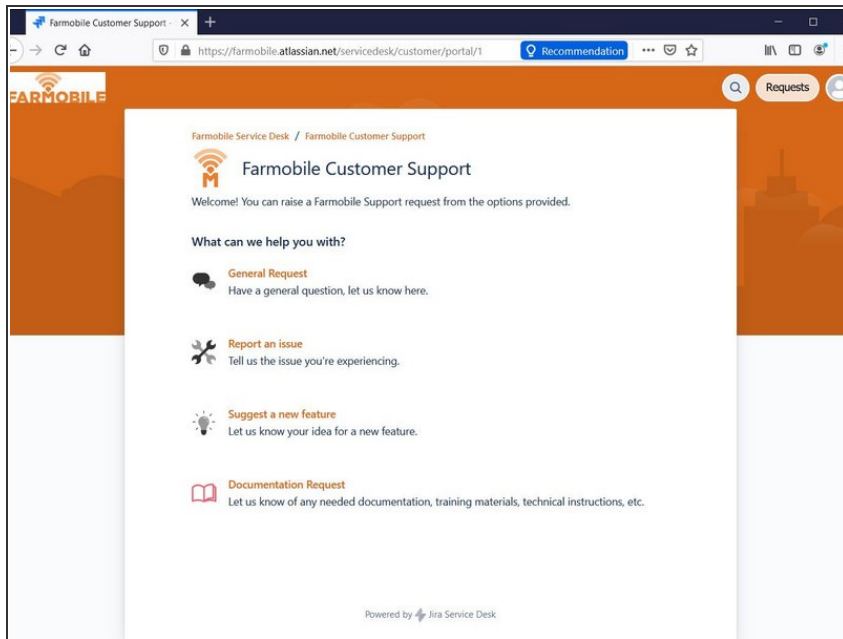 Farmobile Customer Support -
https://farmobile.atlassian.net/servicedesk/customer/portal/1 Recommendation
FARMOBILE
Requests
Farmobile Service Desk / Farmobile Customer Support
M
Farmobile Customer Support
Welcome! You can raise a Farmobile Support request from the options provided.
What can we help you with?
General Request
Have a general question, let us know here.
Report an issue
Tell us the issue you're experiencing.
Suggest a new feature
Let us know your idea for a new feature.
Documentation Request
Let us know of any needed documentation, training materials, technical instructions, etc.
Powered by Jira Service Desk